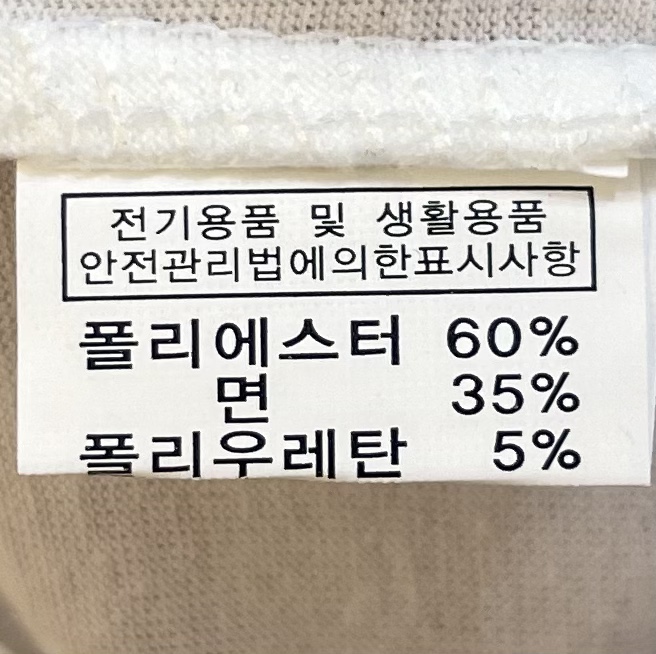 전기용품 및 생활용품
안전관리법에의한표시사항
폴리에스터 60%
면 35%
폴리우레탄 5%